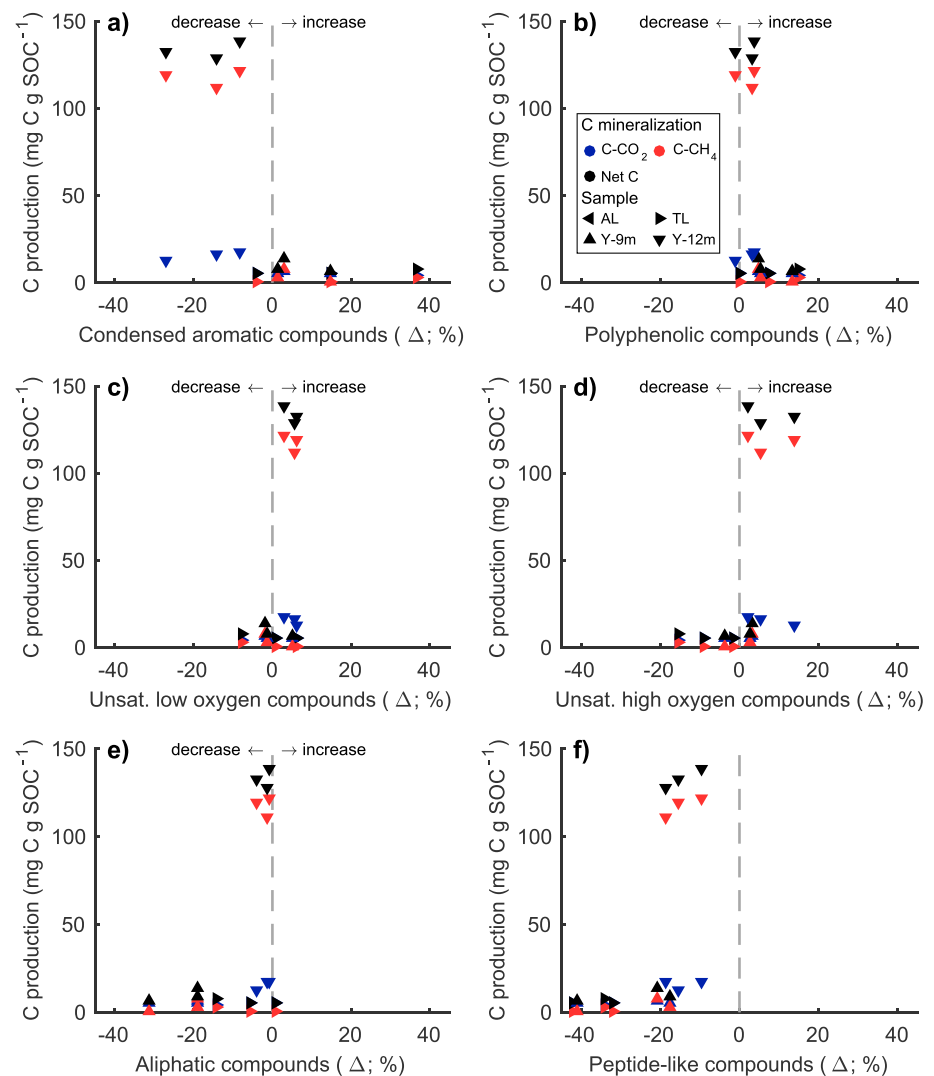 a)
decrease ← → increase
C production (mg C g SOC⁻¹)
150
100
50
0
-40 -20 0 20 40
Condensed aromatic compounds ( Δ; %)
b)
decrease ← → increase
C production (mg C g SOC⁻¹)
150
100
50
0
C mineralization
C-CO₂ C-CH₄
Net C
Sample
AL TL
Y-9m Y-12m
-40 -20 0 20 40
Polyphenolic compounds ( Δ; %)
c)
decrease ← → increase
C production (mg C g SOC⁻¹)
150
100
50
0
-40 -20 0 20 40
Unsat. low oxygen compounds ( Δ; %)
d)
decrease ← → increase
C production (mg C g SOC⁻¹)
150
100
50
0
-40 -20 0 20 40
Unsat. high oxygen compounds ( Δ; %)
e)
decrease ← → increase
C production (mg C g SOC⁻¹)
150
100
50
0
-40 -20 0 20 40
Aliphatic compounds ( Δ; %)
f)
C production (mg C g SOC⁻¹)
150
100
50
0
-40 -20 0 20 40
Peptide-like compounds ( Δ; %)